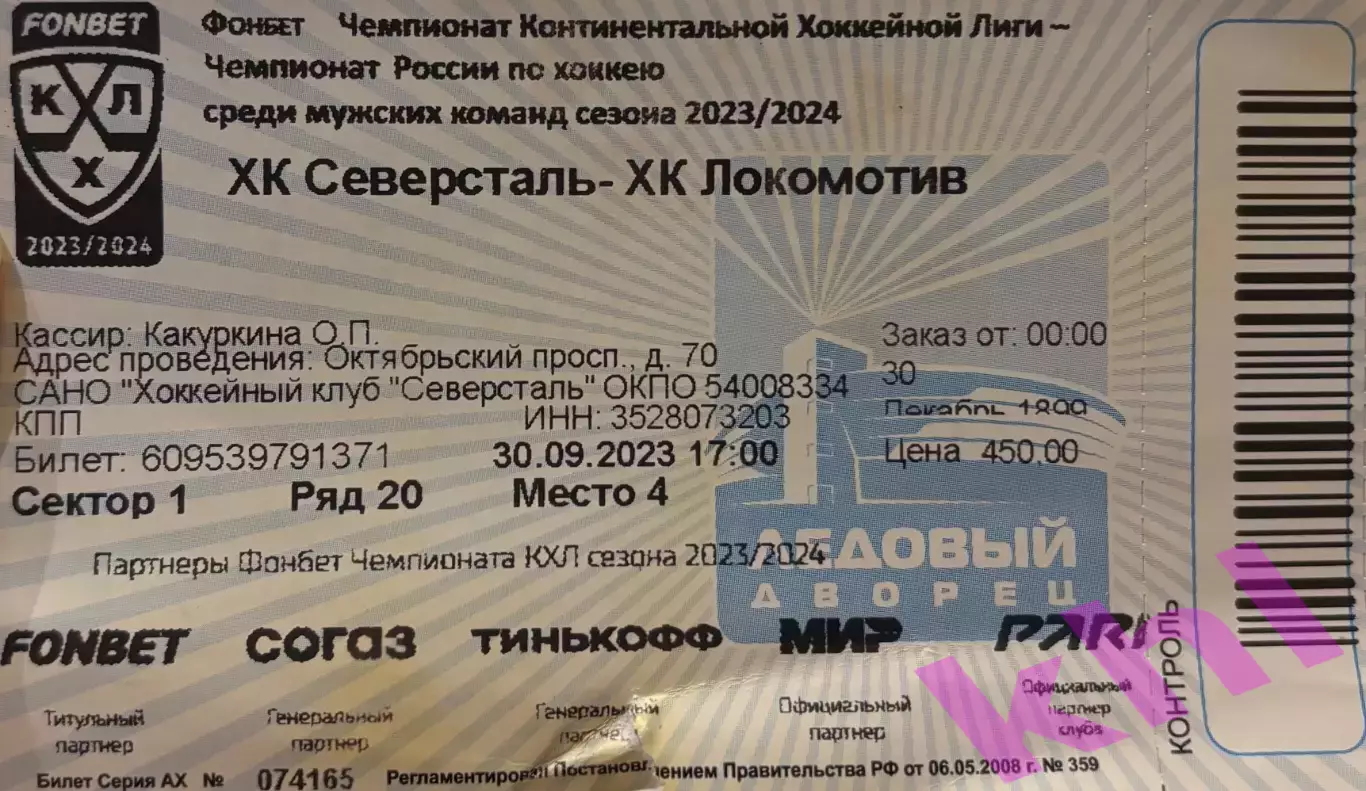 FONBET
КХЛ
2023/2024
Фонбет Чемпионат Континентальной Хоккейной Лиги –
Чемпионат России по хоккею
среди мужских команд сезона 2023/2024
ХК Северсталь- ХК Локомотив
Кассир: Какуркина О.П.
Адрес проведения: Октябрьский просп., д. 70
САНО "Хоккейный клуб "Северсталь" ОКПО 54008334
КПП ИНН: 3528073203
Билет: 609539791371 30.09.2023 17:00
Сектор 1 Ряд 20 Место 4
Заказ от: 00:00
30
Цена 450,00
ЛЕДОВЫЙ
ДВОРЕЦ
Партнеры Фонбет Чемпионата КХЛ сезона 2023/2024
FONBET СОГАЗ ТИНЬКОФФ МИР PARI
Титульный партнер
Генеральный партнер
Генеральный партнер
Официальный партнер
Официальный партнер клуба
Билет Серия АХ № 074165 Регламентирован Постановлением Правительства РФ от 06.05.2008 г. № 359
КОНТРОЛЬ
khl